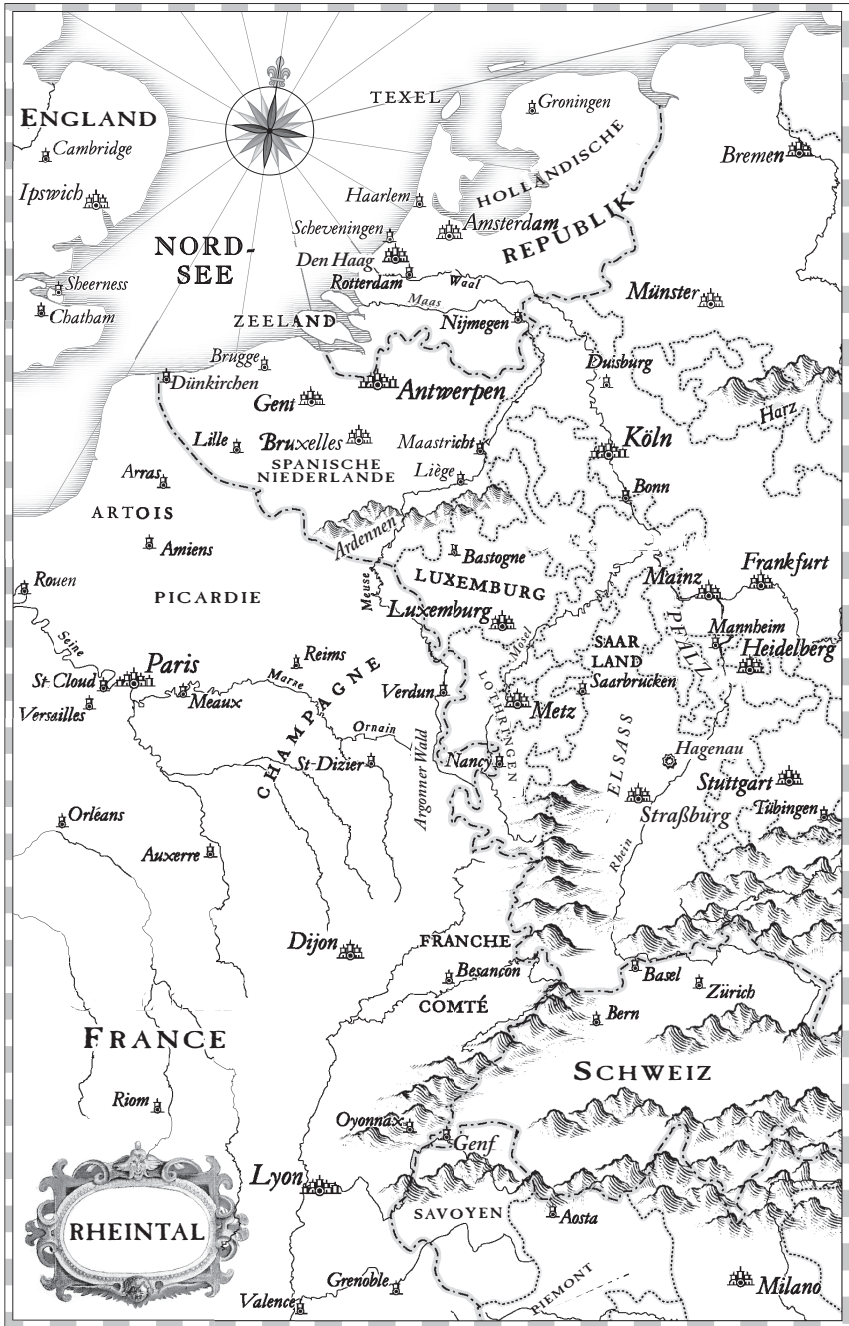 TEXEL
Groningen
ENGLAND
Cambridge
Ipswich
HOLLÄNDISCHE
REPUBLIK
Bremen
Haarlem
Scheveningen
Amsterdam
NORD-
SEE
Den Haag
Rotterdam
Waal
Sheerness
Chatham
Maas
Münster
ZEELAND
Nijmegen
Brugge
Dünkirchen
Duisburg
Gent
Antwerpen
Harz
Lille
Bruxelles
Maastricht
Köln
SPANISCHE
NIEDERLANDE
Liège
Arras
Bonn
ARTOIS
Ardennen
Amiens
Bastogne
Frankfurt
Rouen
LUXEMBURG
Mainz
PICARDIE
Meuse
Luxemburg
PFALZ
Mannheim
Seine
Mosel
SAAR
LAND
Heidelberg
Paris
Reims
St-Cloud
Marne
Saarbrücken
Versailles
Meaux
CHAMPAGNE
Verdun
LOTHRINGEN
Metz
Ornain
ELSASS
Hagenau
St-Dizier
Argonner Wald
Nancy
Stuttgart
Straßburg
Tübingen
Orléans
Auxerre
Rhein
Dijon
FRANCHE
COMTÉ
Besançon
Basel
Zürich
Bern
FRANCE
SCHWEIZ
Riom
Oyonnax
Genf
Lyon
RHEINTAL
SAVOYEN
Aosta
Grenoble
PIEMONT
Milano
Valence